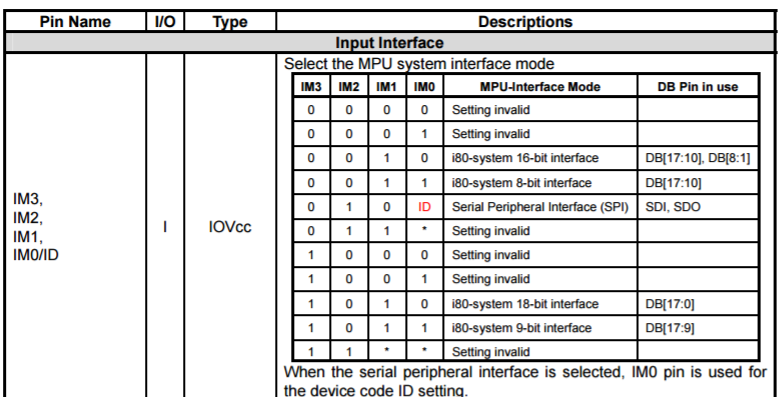 Pin Name I/O Type Descriptions
Input Interface
IM3,
IM2,
IM1,
IM0/ID
I
IOVcc
Select the MPU system interface mode
IM3 IM2 IM1 IM0 MPU-Interface Mode DB Pin in use
0 0 0 0 Setting invalid
0 0 0 1 Setting invalid
0 0 1 0 i80-system 16-bit interface DB[17:10], DB[8:1]
0 0 1 1 i80-system 8-bit interface DB[17:10]
0 1 0 ID Serial Peripheral Interface (SPI) SDI, SDO
0 1 1 * Setting invalid
1 0 0 0 Setting invalid
1 0 0 1 Setting invalid
1 0 1 0 i80-system 18-bit interface DB[17:0]
1 0 1 1 i80-system 9-bit interface DB[17:9]
1 1 * * Setting invalid
When the serial peripheral interface is selected, IM0 pin is used for
the device code ID setting.